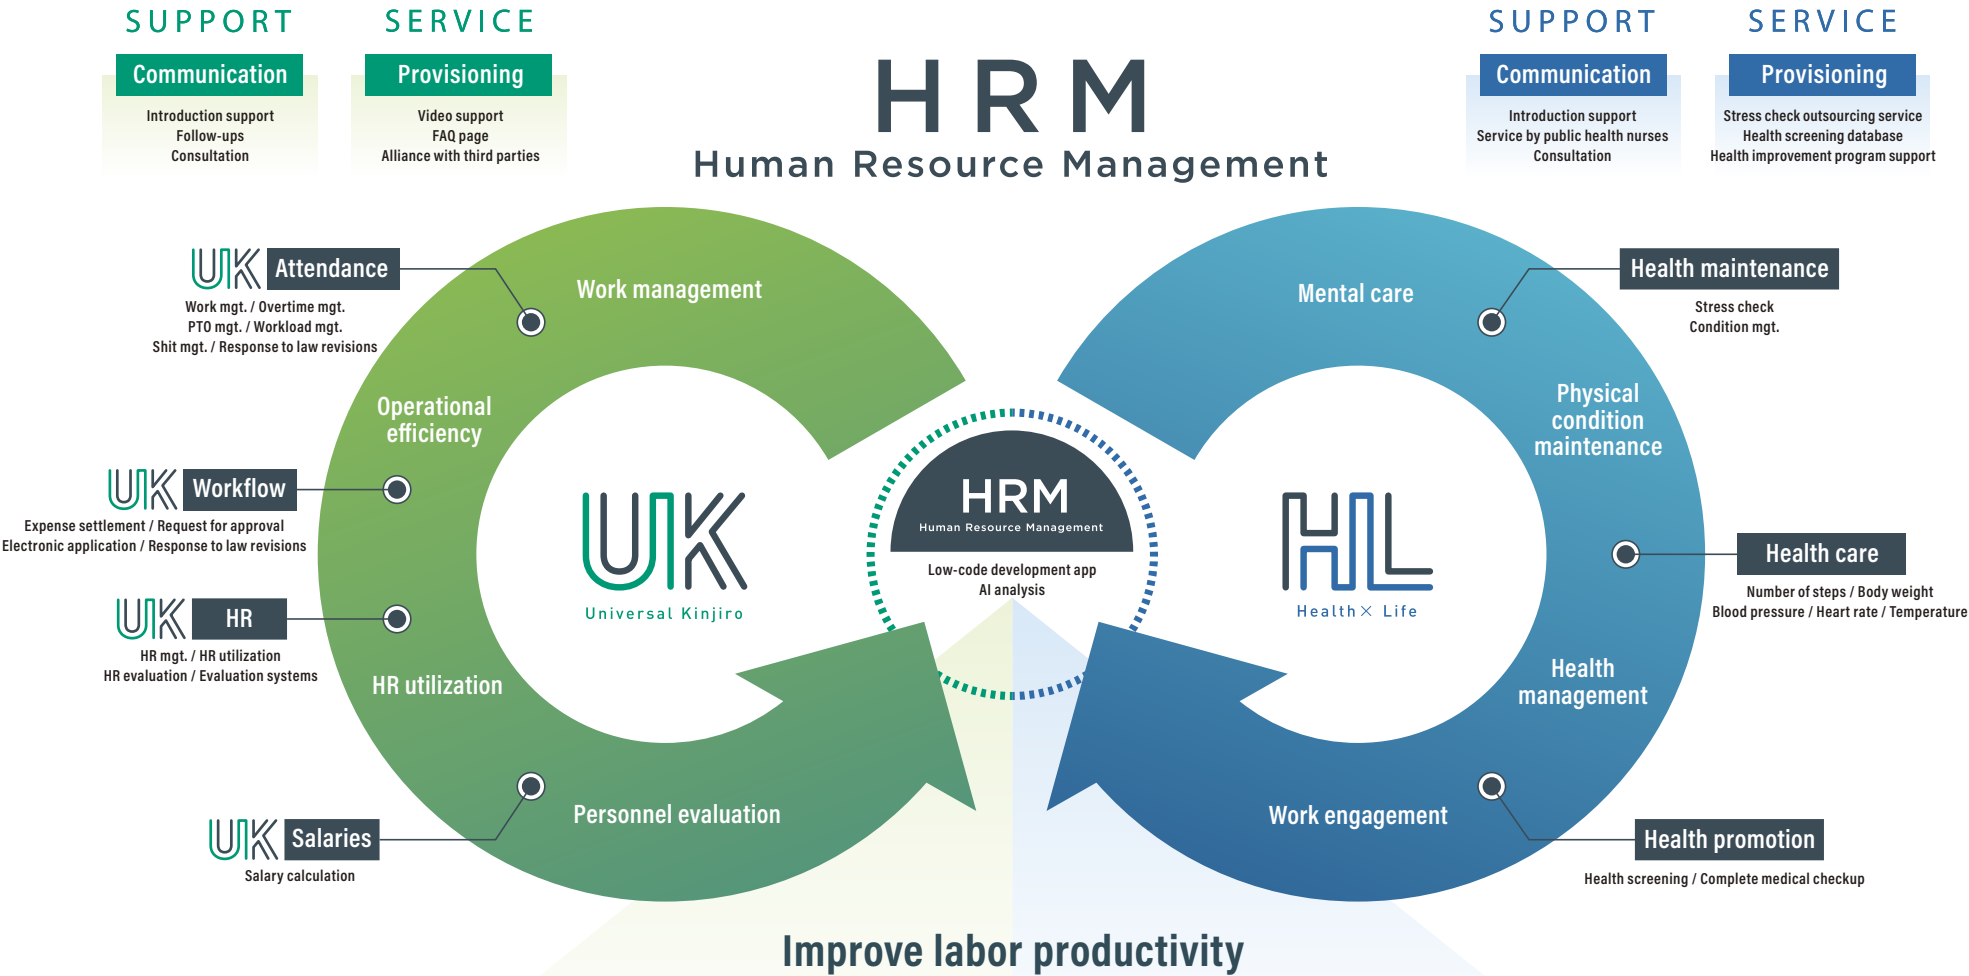 SUPPORT
SERVICE
Communication
Introduction support
Follow-ups
Consultation
Provisioning
Video support
FAQ page
Alliance with third parties
HRM
Human Resource Management
SUPPORT
SERVICE
Communication
Introduction support
Service by public health nurses
Consultation
Provisioning
Stress check outsourcing service
Health screening database
Health improvement program support
UK Attendance
Work mgt. / Overtime mgt.
PTO mgt. / Workload mgt.
Shit mgt. / Response to law revisions
UK Workflow
Expense settlement / Request for approval
Electronic application / Response to law revisions
UK HR
HR mgt. / HR utilization
HR evaluation / Evaluation systems
UK Salaries
Salary calculation
Work management
Operational
efficiency
HR utilization
Personnel evaluation
UK
Universal Kinjiro
HRM
Human Resource Management
Low-code development app
AI analysis
HL
Health× Life
Mental care
Physical
condition
maintenance
Health
management
Work engagement
Health maintenance
Stress check
Condition mgt.
Health care
Number of steps / Body weight
Blood pressure / Heart rate / Temperature
Health promotion
Health screening / Complete medical checkup
Improve labor productivity